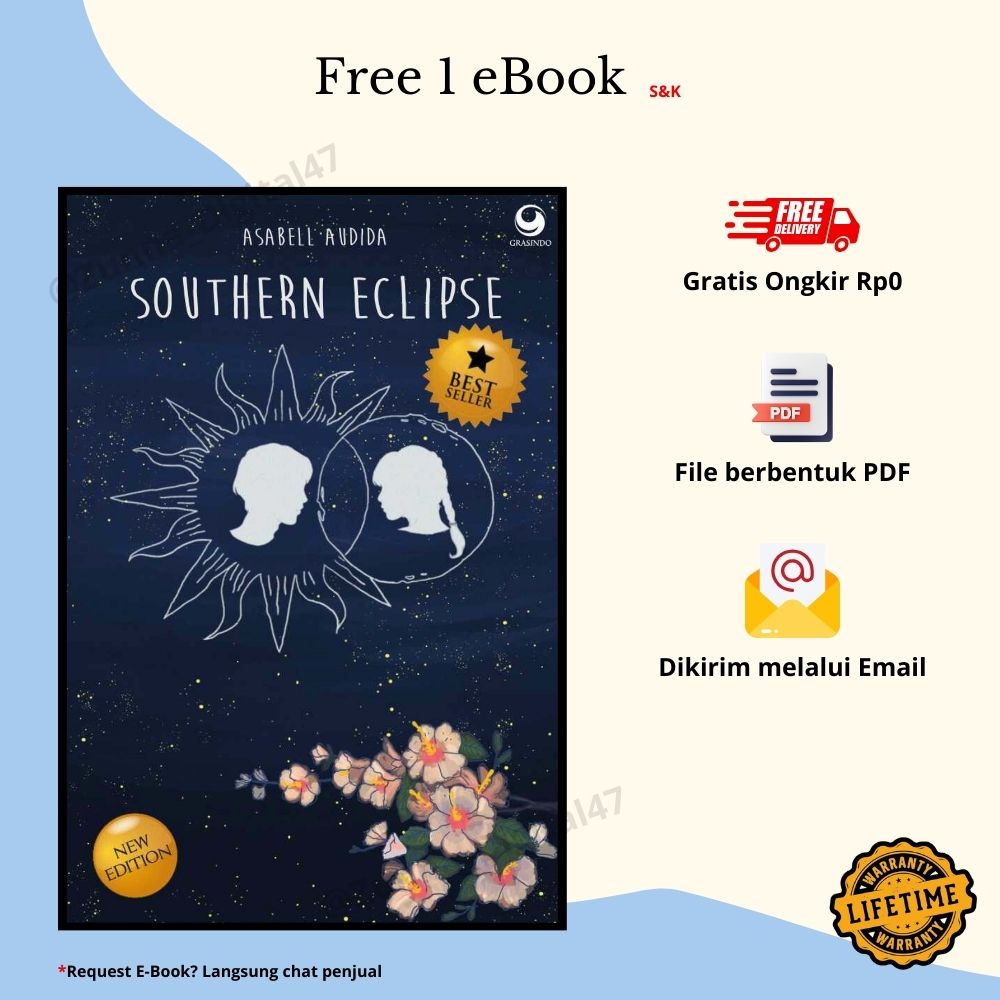 Free 1 eBook S&K
ASABELL AUDIDA
GRASINDO
SOUTHERN ECLIPSE
BEST
SELLER
NEW
EDITION
FREE
DELIVERY
Gratis Ongkir Rp0
PDF
File berbentuk PDF
@
Dikirim melalui Email
WARRANTY
LIFETIME
WARRANTY
*Request E-Book? Langsung chat penjual